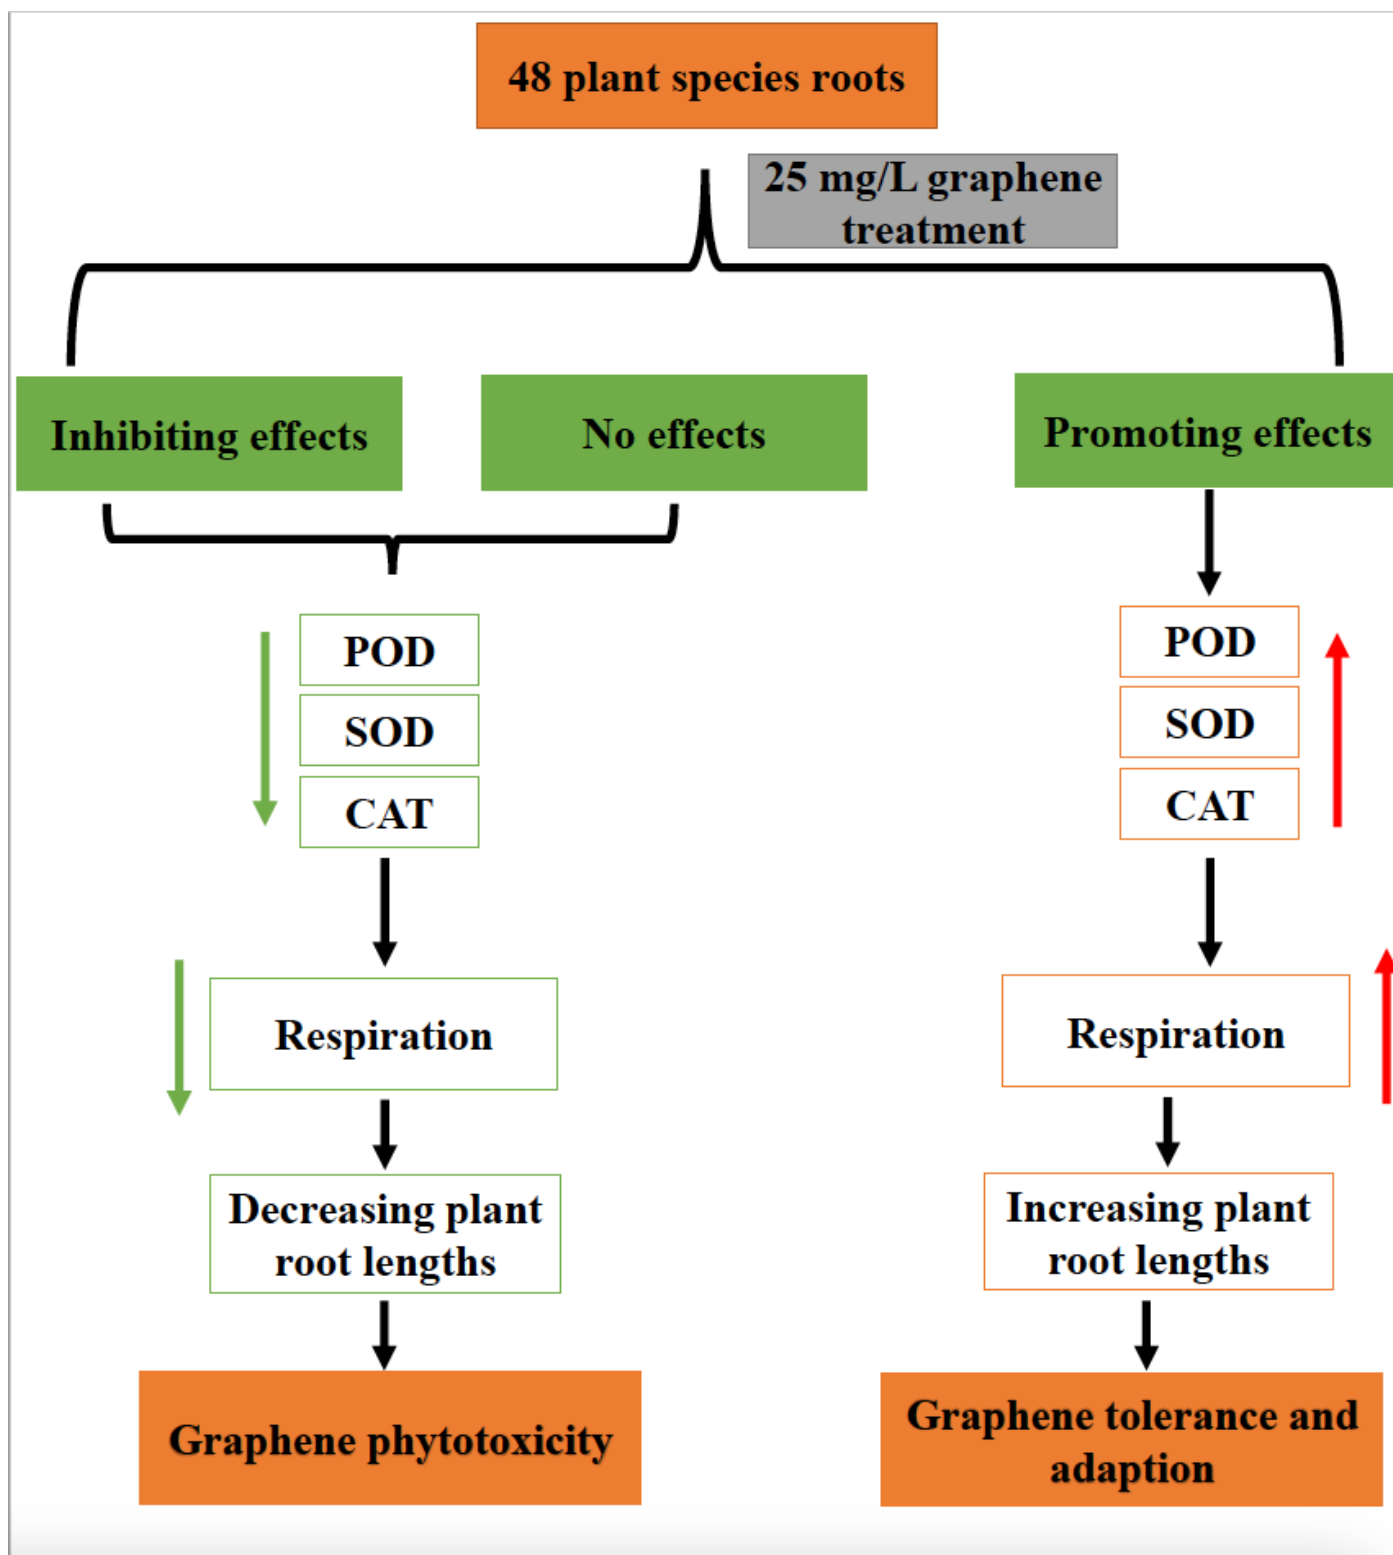 48 plant species roots
25 mg/L graphene
treatment
Inhibiting effects
No effects
Promoting effects
POD
SOD
CAT
POD
SOD
CAT
Respiration
Respiration
Decreasing plant
root lengths
Increasing plant
root lengths
Graphene phytotoxicity
Graphene tolerance and
adaption